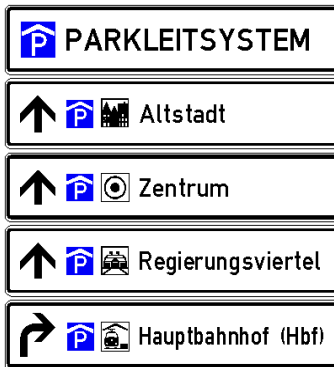 P PARKLEITSYSTEM
P Altstadt
P Zentrum
P Regierungsviertel
P Hauptbahnhof (Hbf)